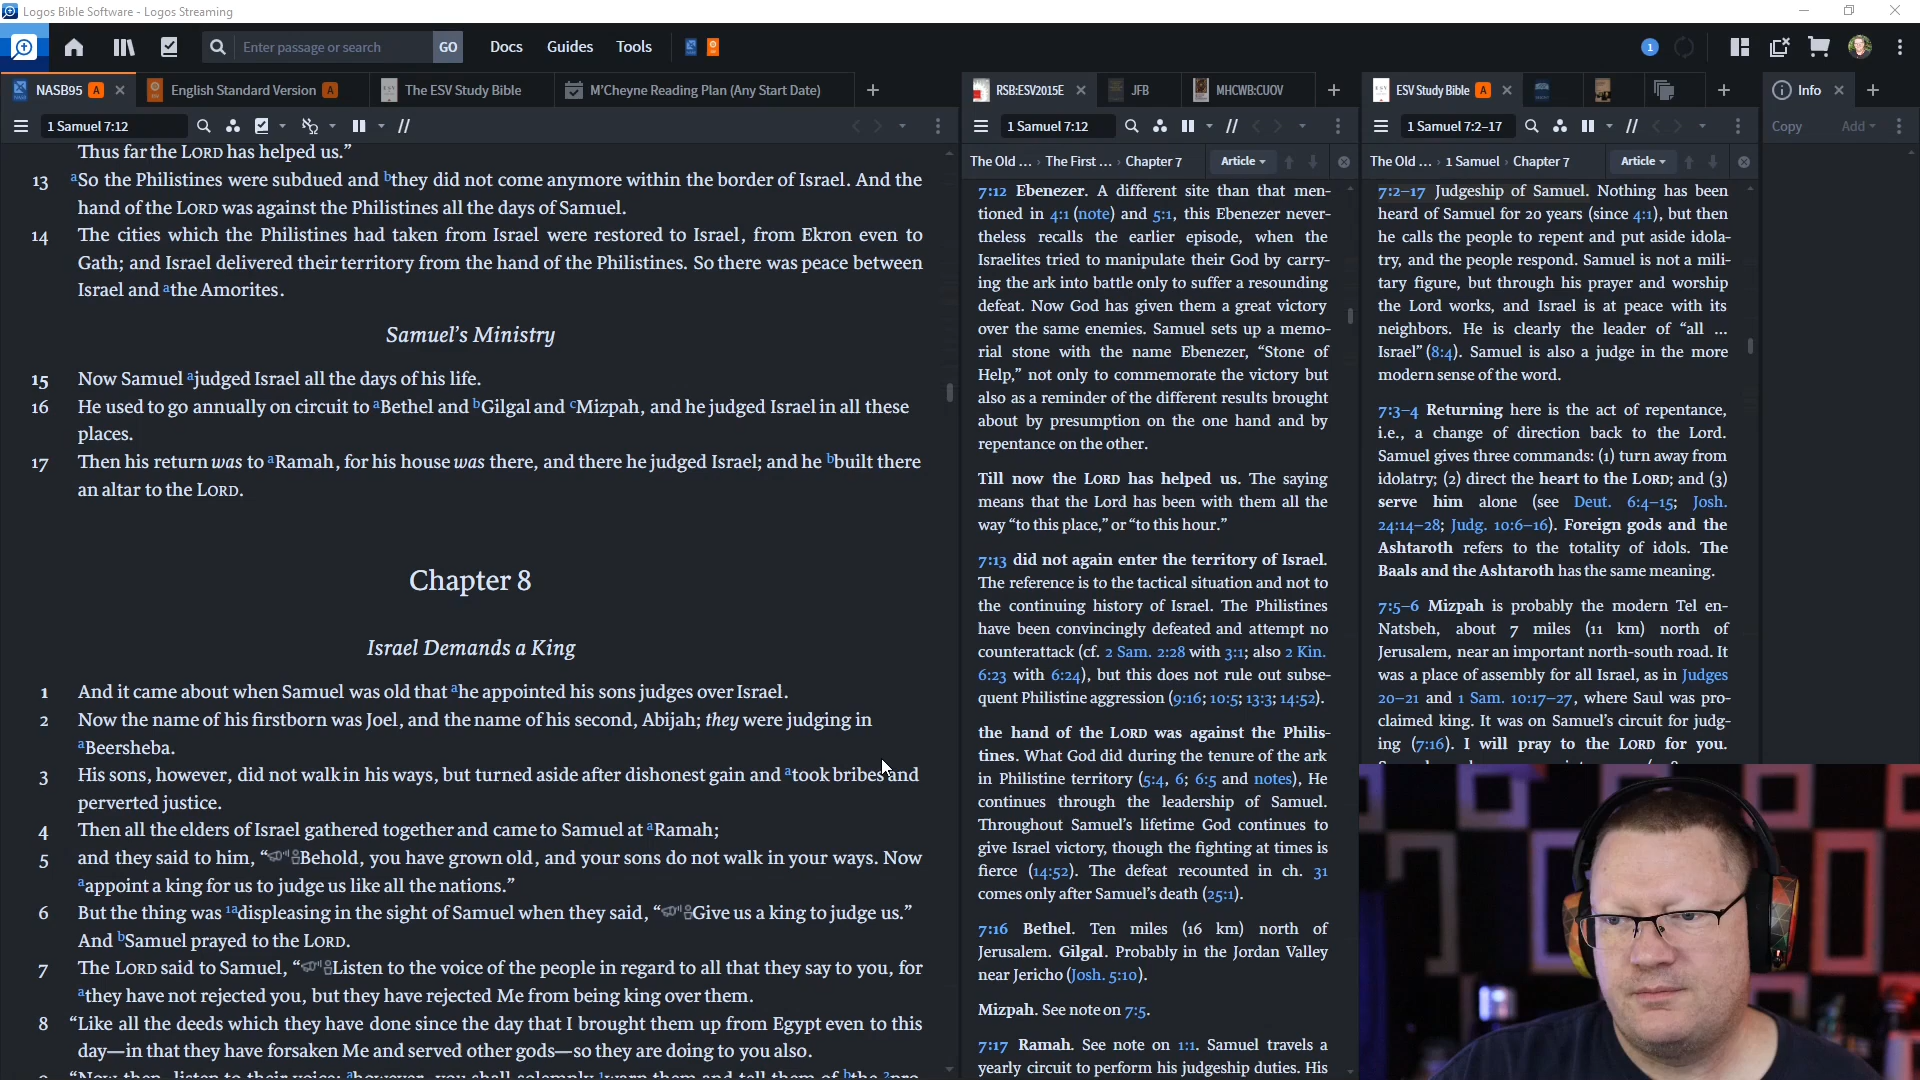 Logos Bible Software - Logos Streaming
Enter passage or search
GO
Docs
Guides
Tools
1
NASB95 A
English Standard Version A
The ESV Study Bible
M'Cheyne Reading Plan (Any Start Date)
1 Samuel 7:12
Thus far the LORD has helped us.”
13 aSo the Philistines were subdued and bthey did not come anymore within the border of Israel. And the
hand of the LORD was against the Philistines all the days of Samuel.
14 The cities which the Philistines had taken from Israel were restored to Israel, from Ekron even to
Gath; and Israel delivered their territory from the hand of the Philistines. So there was peace between
Israel and athe Amorites.
Samuel’s Ministry
15 Now Samuel ajudged Israel all the days of his life.
16 He used to go annually on circuit to aBethel and bGilgal and cMizpah, and he judged Israel in all these
places.
17 Then his return was to aRamah, for his house was there, and there he judged Israel; and he bbuilt there
an altar to the LORD.
Chapter 8
Israel Demands a King
1 And it came about when Samuel was old that ahe appointed his sons judges over Israel.
2 Now the name of his firstborn was Joel, and the name of his second, Abijah; they were judging in
aBeersheba.
3 His sons, however, did not walk in his ways, but turned aside after dishonest gain and atook bribes and
perverted justice.
4 Then all the elders of Israel gathered together and came to Samuel at aRamah;
5 and they said to him, “Behold, you have grown old, and your sons do not walk in your ways. Now
aappoint a king for us to judge us like all the nations.”
6 But the thing was 1adispleasing in the sight of Samuel when they said, “Give us a king to judge us.”
And bSamuel prayed to the LORD.
7 The LORD said to Samuel, “Listen to the voice of the people in regard to all that they say to you, for
athey have not rejected you, but they have rejected Me from being king over them.
8 “Like all the deeds which they have done since the day that I brought them up from Egypt even to this
day—in that they have forsaken Me and served other gods—so they are doing to you also.
9 “Now then, listen to their voice; ahowever, you shall solemnly 1warn them and tell them of bthe 2pro-
RSB:ESV2015E
JFB
MHCWB:CUOV
1 Samuel 7:12
The Old ... › The First ... › Chapter 7
Article
7:12 Ebenezer. A different site than that men-
tioned in 4:1 (note) and 5:1, this Ebenezer never-
theless recalls the earlier episode, when the
Israelites tried to manipulate their God by carry-
ing the ark into battle only to suffer a resounding
defeat. Now God has given them a great victory
over the same enemies. Samuel sets up a memo-
rial stone with the name Ebenezer, “Stone of
Help,” not only to commemorate the victory but
also as a reminder of the different results brought
about by presumption on the one hand and by
repentance on the other.
Till now the LORD has helped us. The saying
means that the Lord has been with them all the
way “to this place,” or “to this hour.”
7:13 did not again enter the territory of Israel.
The reference is to the tactical situation and not to
the continuing history of Israel. The Philistines
have been convincingly defeated and attempt no
counterattack (cf. 2 Sam. 2:28 with 3:1; also 2 Kin.
6:23 with 6:24), but this does not rule out subse-
quent Philistine aggression (9:16; 10:5; 13:3; 14:52).
the hand of the LORD was against the Philis-
tines. What God did during the tenure of the ark
in Philistine territory (5:4, 6; 6:5 and notes), He
continues through the leadership of Samuel.
Throughout Samuel’s lifetime God continues to
give Israel victory, though the fighting at times is
fierce (14:52). The defeat recounted in ch. 31
comes only after Samuel’s death (25:1).
7:16 Bethel. Ten miles (16 km) north of
Jerusalem. Gilgal. Probably in the Jordan Valley
near Jericho (Josh. 5:10).
Mizpah. See note on 7:5.
7:17 Ramah. See note on 1:1. Samuel travels a
yearly circuit to perform his judgeship duties. His
ESV Study Bible A
1 Samuel 7:2–17
The Old ... › 1 Samuel › Chapter 7
Article
7:2–17 Judgeship of Samuel. Nothing has been
heard of Samuel for 20 years (since 4:1), but then
he calls the people to repent and put aside idola-
try, and the people respond. Samuel is not a mili-
tary figure, but through his prayer and worship
the Lord works, and Israel is at peace with its
neighbors. He is clearly the leader of “all ...
Israel” (8:4). Samuel is also a judge in the more
modern sense of the word.
7:3–4 Returning here is the act of repentance,
i.e., a change of direction back to the Lord.
Samuel gives three commands: (1) turn away from
idolatry; (2) direct the heart to the LORD; and (3)
serve him alone (see Deut. 6:4–15; Josh.
24:14–28; Judg. 10:6–16). Foreign gods and the
Ashtaroth refers to the totality of idols. The
Baals and the Ashtaroth has the same meaning.
7:5–6 Mizpah is probably the modern Tel en-
Natsbeh, about 7 miles (11 km) north of
Jerusalem, near an important north-south road. It
was a place of assembly for all Israel, as in Judges
20–21 and 1 Sam. 10:17–27, where Saul was pro-
claimed king. It was on Samuel’s circuit for judg-
ing (7:16). I will pray to the LORD for you.
Info
Copy
Add